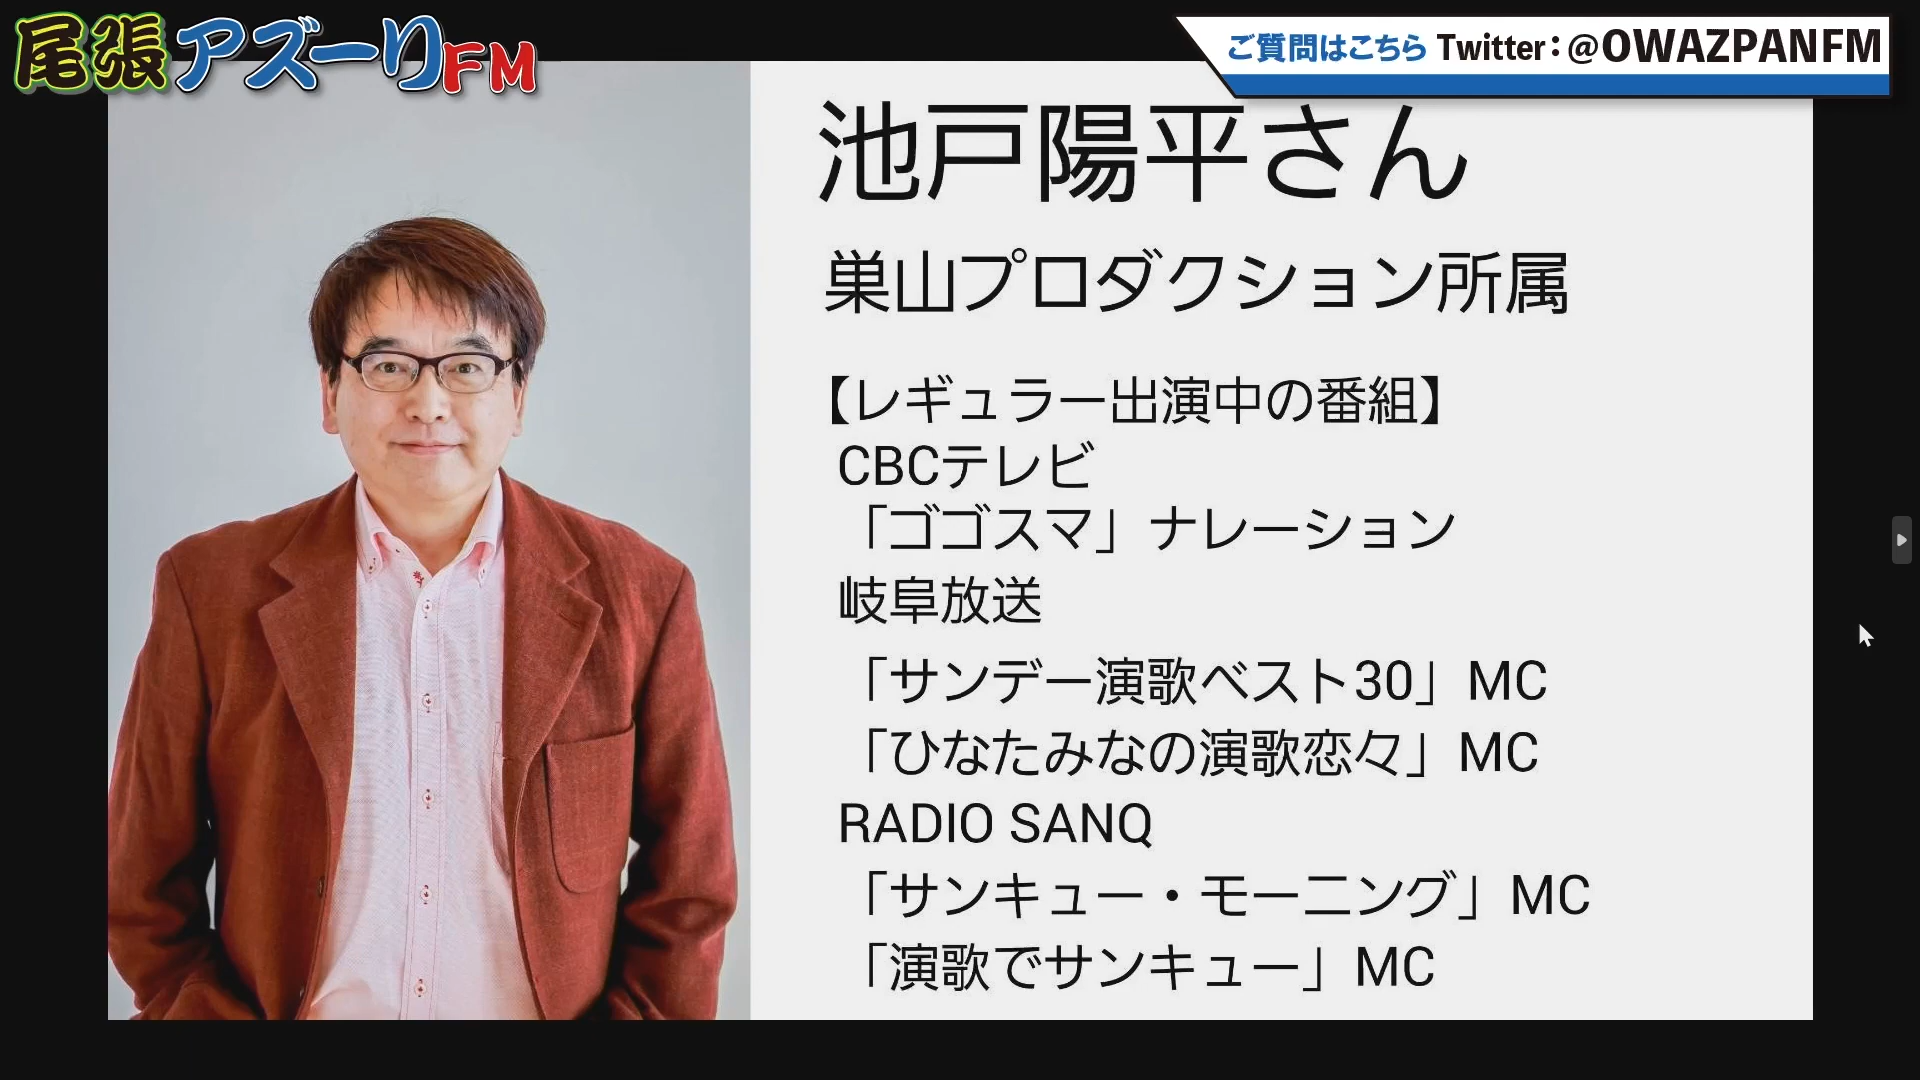 尾張アズーりFM
ご質問はこちら Twitter：@OWAZPANFM
池戸陽平さん
巣山プロダクション所属
【レギュラー出演中の番組】
CBCテレビ
「ゴゴスマ」ナレーション
岐阜放送
「サンデー演歌ベスト30」MC
「ひなたみなの演歌恋々」MC
RADIO SANQ
「サンキュー・モーニング」MC
「演歌でサンキュー」MC